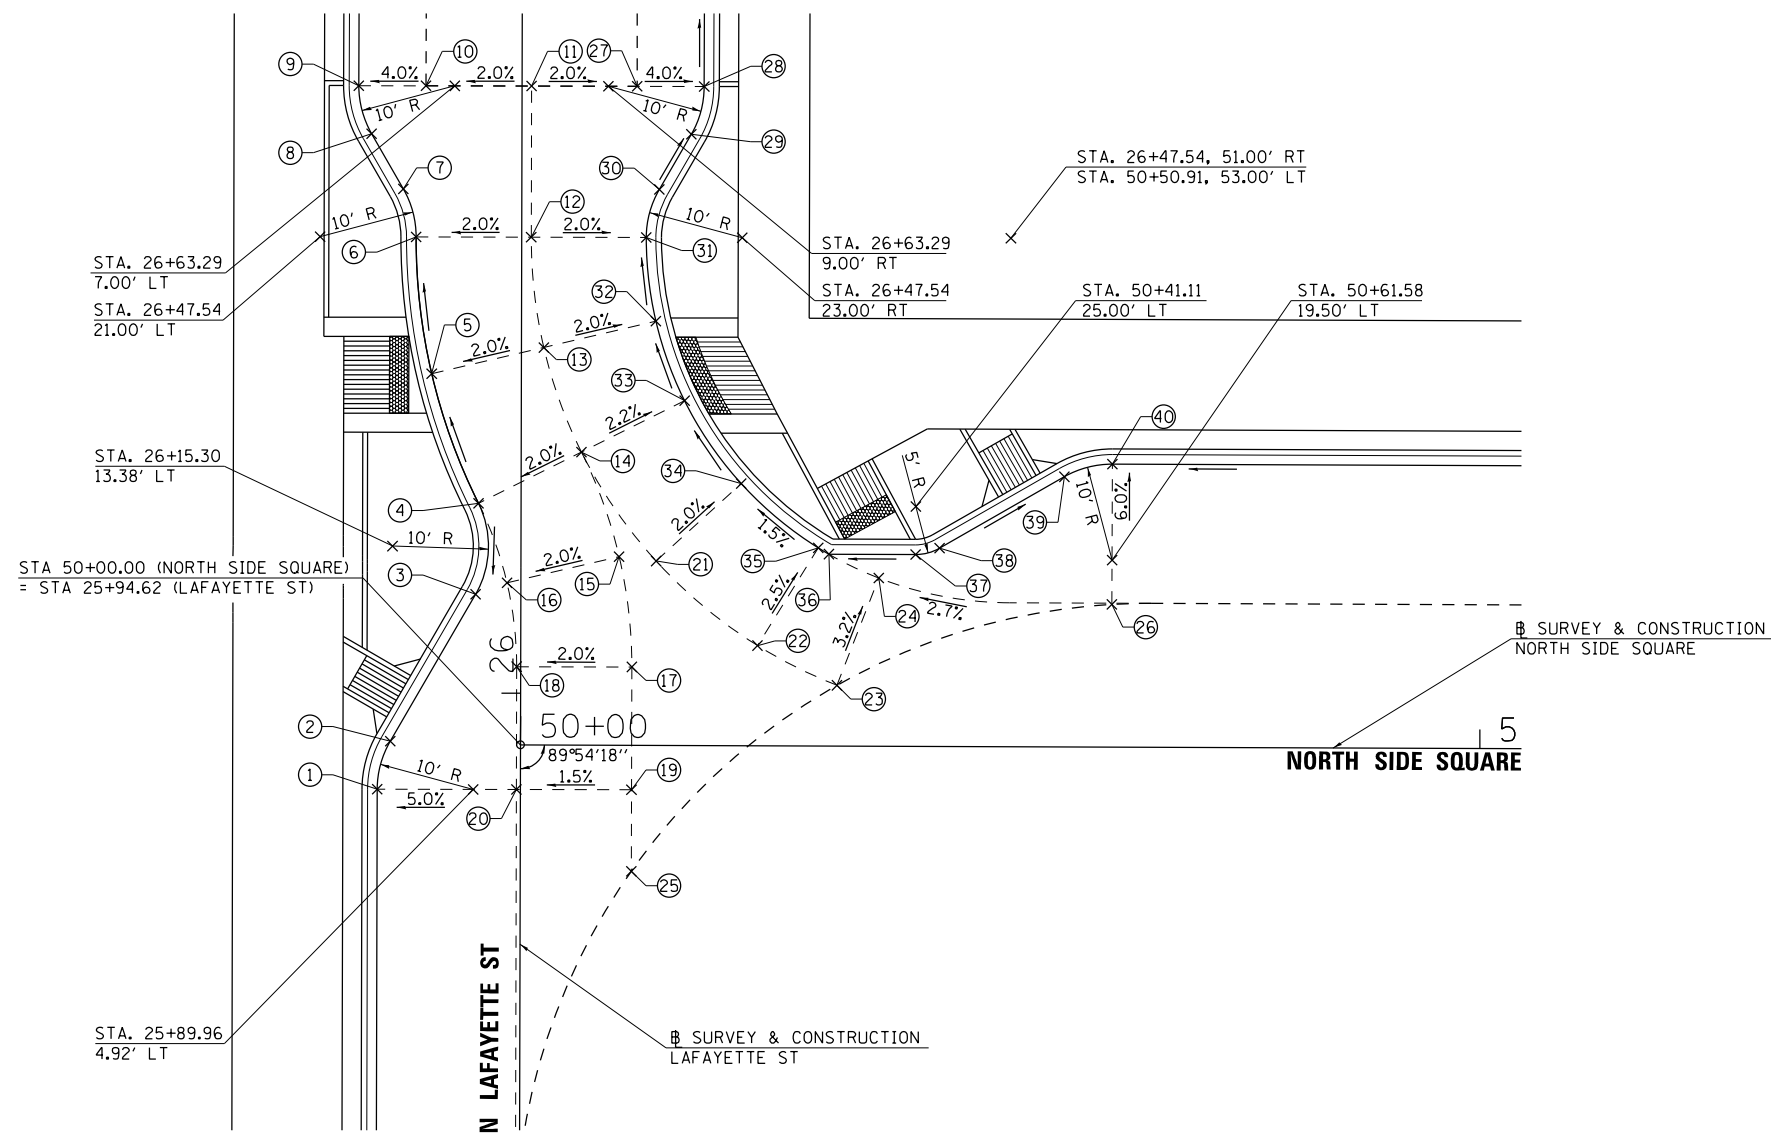 9
10
11
27
28
4.0%
2.0%
2.0%
4.0%
10' R
10' R
8
29
7
30
STA. 26+47.54, 51.00' RT
STA. 50+50.91, 53.00' LT
10' R
12
10' R
2.0%
2.0%
6
31
STA. 26+63.29
7.00' LT
STA. 26+63.29
9.00' RT
STA. 26+47.54
21.00' LT
STA. 26+47.54
23.00' RT
STA. 50+41.11
25.00' LT
STA. 50+61.58
19.50' LT
32
5
2.0%
2.0%
13
33
2.2%
40
STA. 26+15.30
13.38' LT
2.0%
14
34
5' R
4
10' R
6.0%
2.0%
1.5%
39
10' R
STA 50+00.00 (NORTH SIDE SQUARE)
= STA 25+94.62 (LAFAYETTE ST)
3
2.0%
15
16
21
35
38
37
36
24
2.5%
2.7%
26
3.2%
22
℄ SURVEY & CONSTRUCTION
NORTH SIDE SQUARE
26
2.0%
18
17
23
2
50+00
89°54'18''
5
NORTH SIDE SQUARE
1
10' R
5.0%
1.5%
19
20
25
STA. 25+89.96
4.92' LT
N LAFAYETTE ST
℄ SURVEY & CONSTRUCTION
LAFAYETTE ST